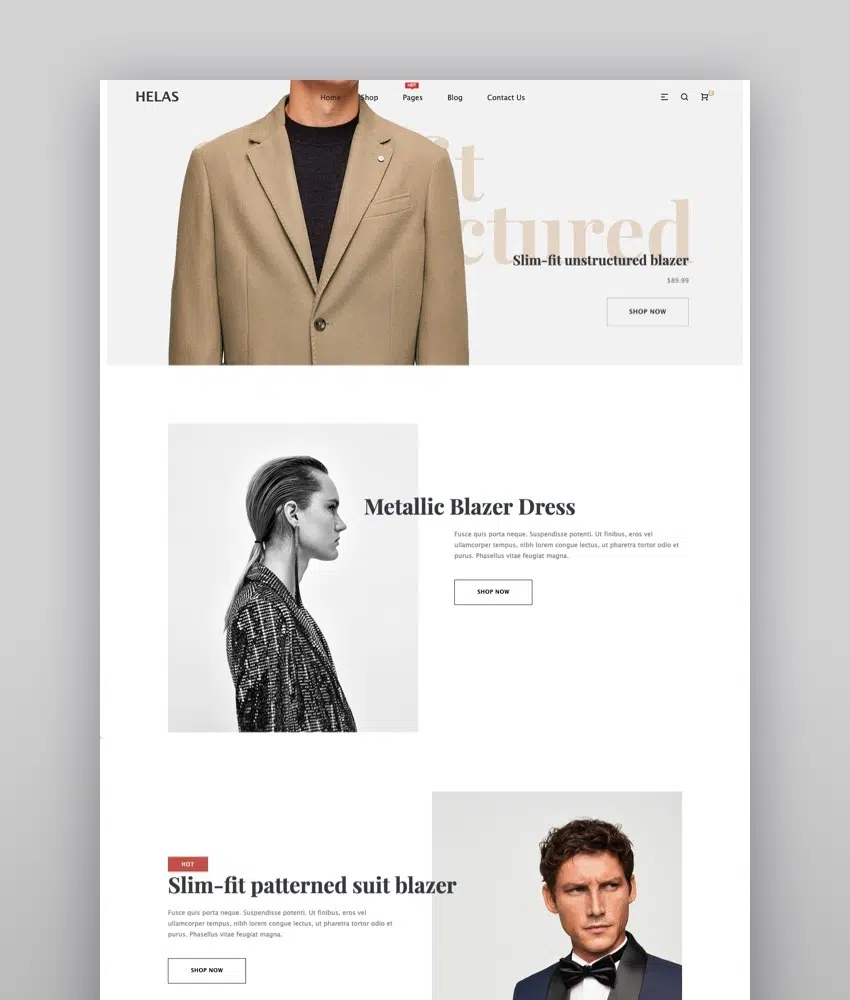 HOT
HELAS
Home Shop Pages Blog Contact Us
it
ctured
Slim-fit unstructured blazer
$89.99
SHOP NOW
Metallic Blazer Dress
Fusce quis porta neque. Suspendisse potenti. Ut finibus, eros vel
ullamcorper tempus, nibh lorem congue lectus, ut pharetra tortor odio et
purus. Phasellus vitae feugiat magna.
SHOP NOW
HOT
Slim-fit patterned suit blazer
Fusce quis porta neque. Suspendisse potenti. Ut finibus, eros vel
ullamcorper tempus, nibh lorem congue lectus, ut pharetra tortor odio et
purus. Phasellus vitae feugiat magna.
SHOP NOW